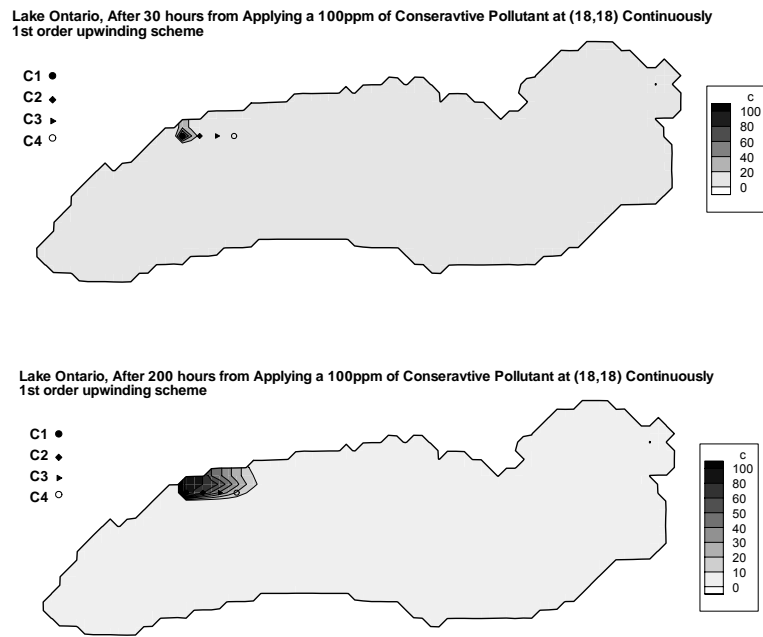 Lake Ontario, After 30 hours from Applying a 100ppm of Conseravtive Pollutant at (18,18) Continuously
1st order upwinding scheme
C1
C2
C3
C4
c
100
80
60
40
20
0
Lake Ontario, After 200 hours from Applying a 100ppm of Conseravtive Pollutant at (18,18) Continuously
1st order upwinding scheme
C1
C2
C3
C4
c
100
80
60
50
40
30
20
10
0